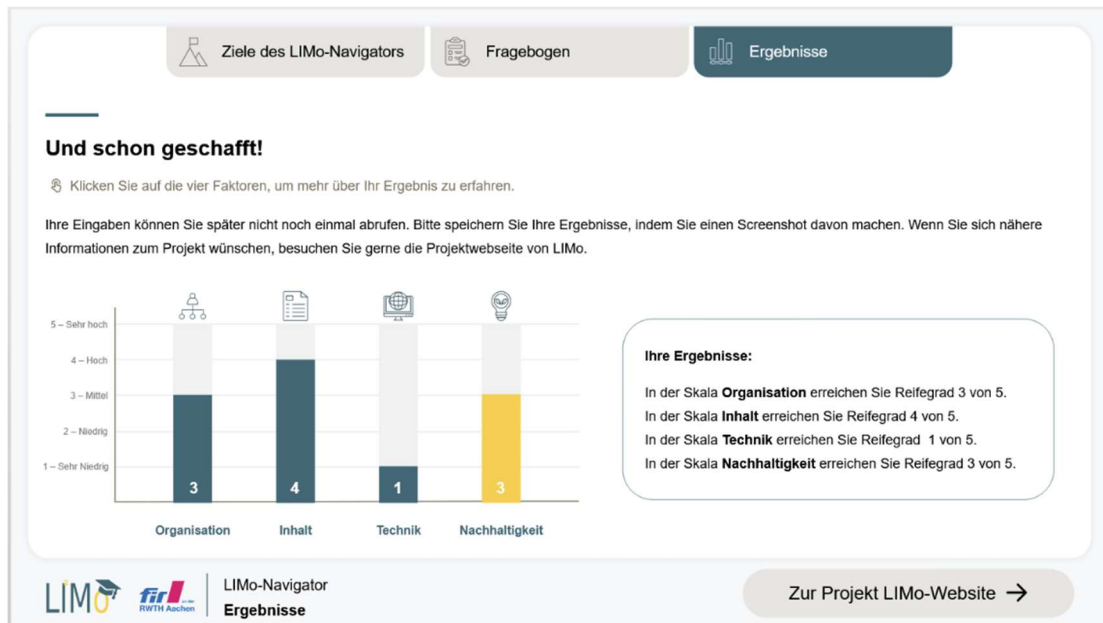 Ziele des LIMo-Navigators
Fragebogen
Ergebnisse
Und schon geschafft!
Klicken Sie auf die vier Faktoren, um mehr über Ihr Ergebnis zu erfahren.
Ihre Eingaben können Sie später nicht noch einmal abrufen. Bitte speichern Sie Ihre Ergebnisse, indem Sie einen Screenshot davon machen. Wenn Sie sich nähere
Informationen zum Projekt wünschen, besuchen Sie gerne die Projektwebseite von LIMo.
5 – Sehr hoch
4 – Hoch
3 – Mittel
2 – Niedrig
1 – Sehr Niedrig
3
4
1
3
Organisation
Inhalt
Technik
Nachhaltigkeit
Ihre Ergebnisse:
In der Skala Organisation erreichen Sie Reifegrad 3 von 5.
In der Skala Inhalt erreichen Sie Reifegrad 4 von 5.
In der Skala Technik erreichen Sie Reifegrad 1 von 5.
In der Skala Nachhaltigkeit erreichen Sie Reifegrad 3 von 5.
LIMo
fir
RWTH Aachen
LIMo-Navigator
Ergebnisse
Zur Projekt LIMo-Website →